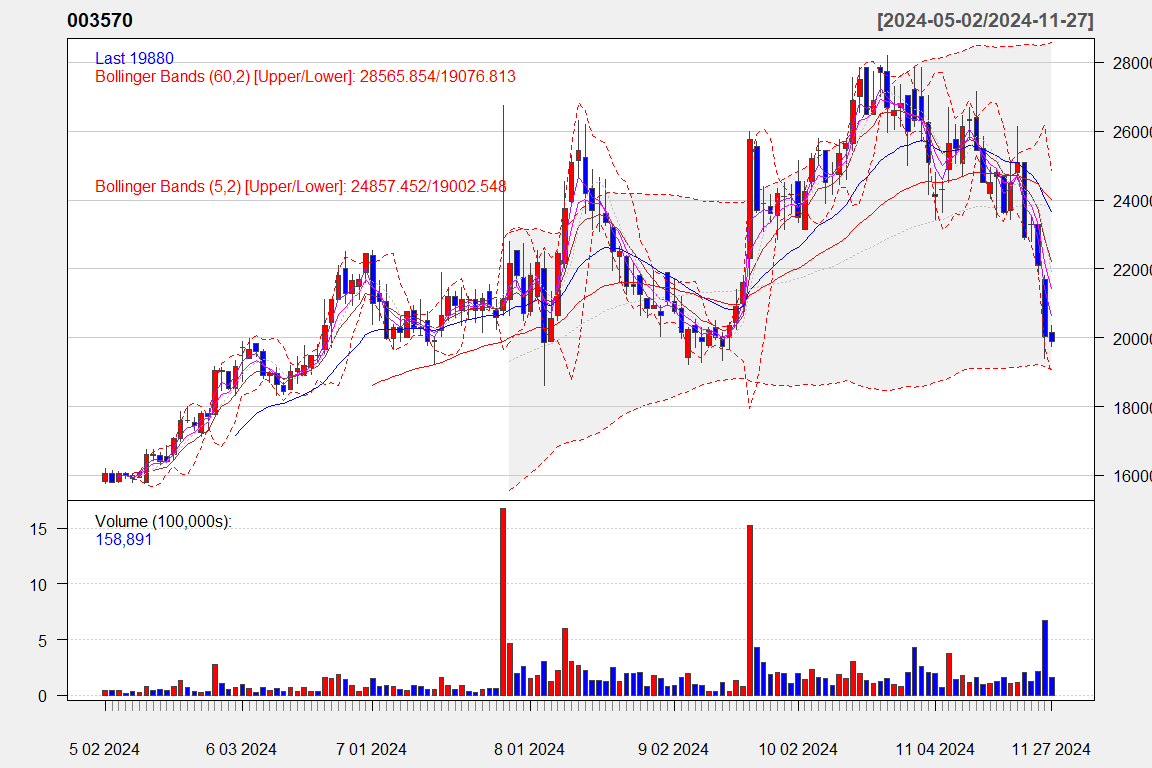 003570
[2024-05-02/2024-11-27]
Last 19880
Bollinger Bands (60,2) [Upper/Lower]: 28565.854/19076.813
Bollinger Bands (5,2) [Upper/Lower]: 24857.452/19002.548
28000
26000
24000
22000
20000
18000
16000
Volume (100,000s):
158,891
15
10
5
0
5 02 2024
6 03 2024
7 01 2024
8 01 2024
9 02 2024
10 02 2024
11 04 2024
11 27 2024